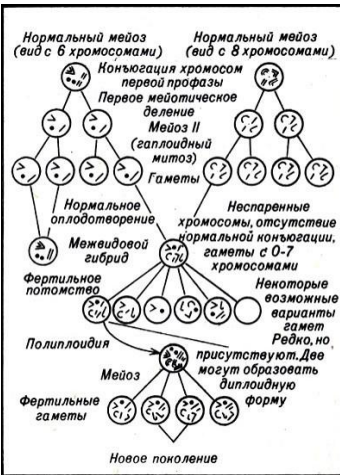 Нормальный мейоз
(вид с 6 хромосомами)
Нормальный мейоз
(вид с 8 хромосомами)
Конъюгация хромосом
первой профазы
Первое мейотическое
деление
Мейоз II
(гаплоидный
митоз)
Гаметы
Нормальное
оплодотворение
Межвидовой
гибрид
Неспаренные
хромосомы, отсутствие
нормальной конъюгации,
гаметы с 0-7
хромосомами
Фертильное
потомство
Некоторые
возможные
варианты
гамет
Редко, но
присутствуют. Две
могут образовать
диплоидную
форму
Полиплоидия
Мейоз
Фертильные
гаметы
Новое поколение